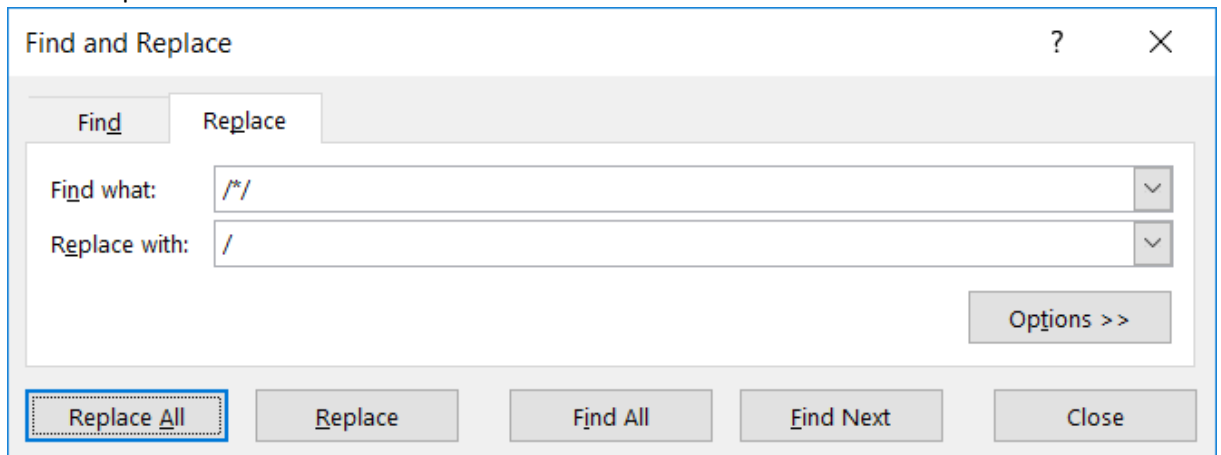 Find and Replace ?
Find Replace
Find what: /*/
Replace with: /
Options >>
Replace All Replace Find All Find Next Close